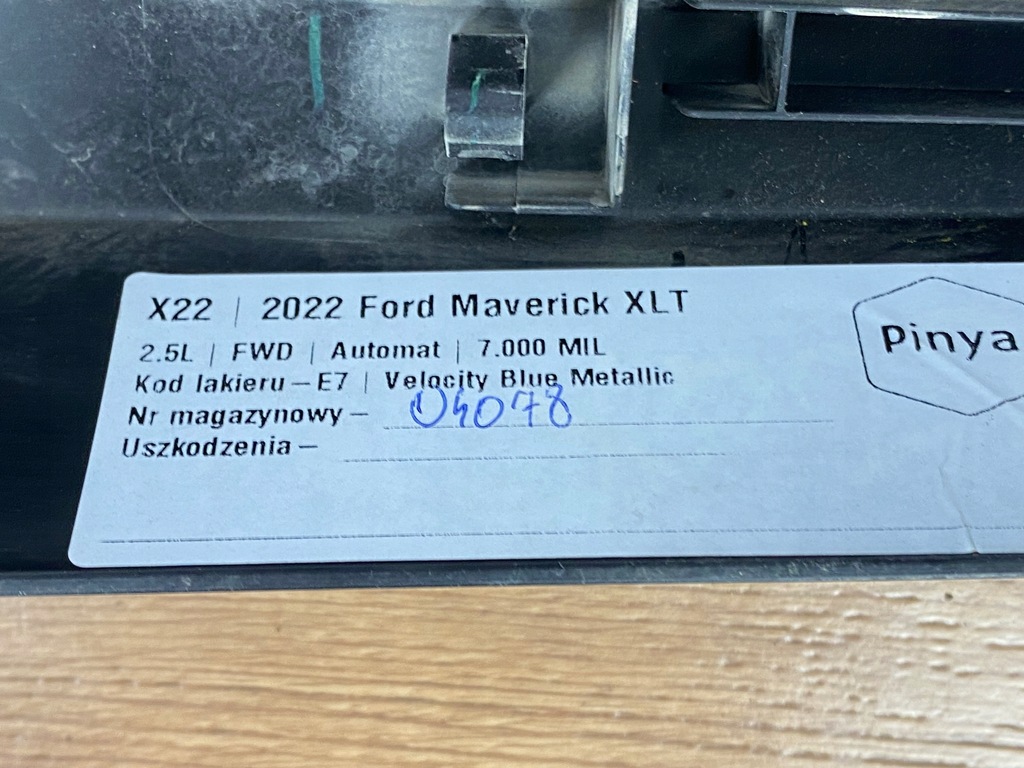 X22 | 2022 Ford Maverick XLT
2.5L | FWD | Automat | 7.000 MIL
Kod lakieru – E7 | Velocity Blue Metallic
Nr magazynowy – 04078
Uszkodzenia –
Pinya